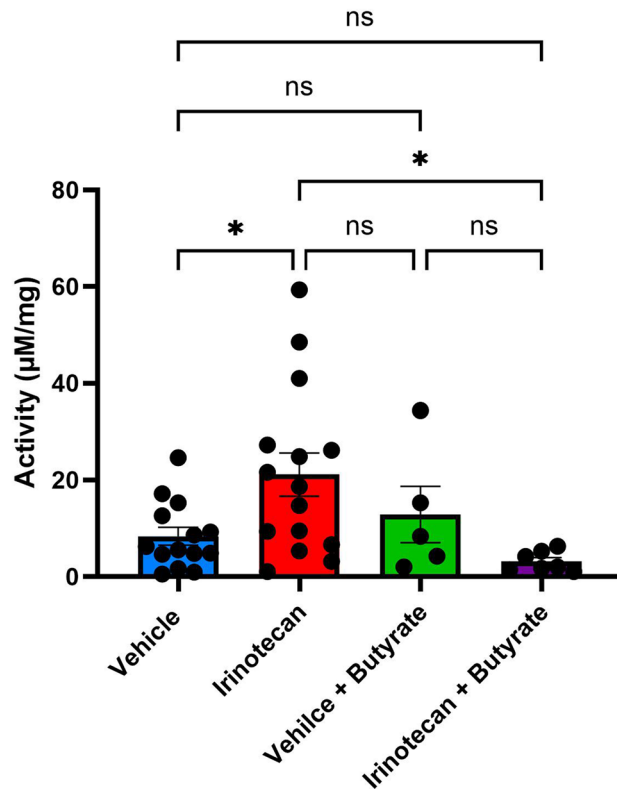 ns
ns
*
* ns ns
80
60
40
20
0
Activity (µM/mg)
Vehicle
Irinotecan
Vehilce + Butyrate
Irinotecan + Butyrate